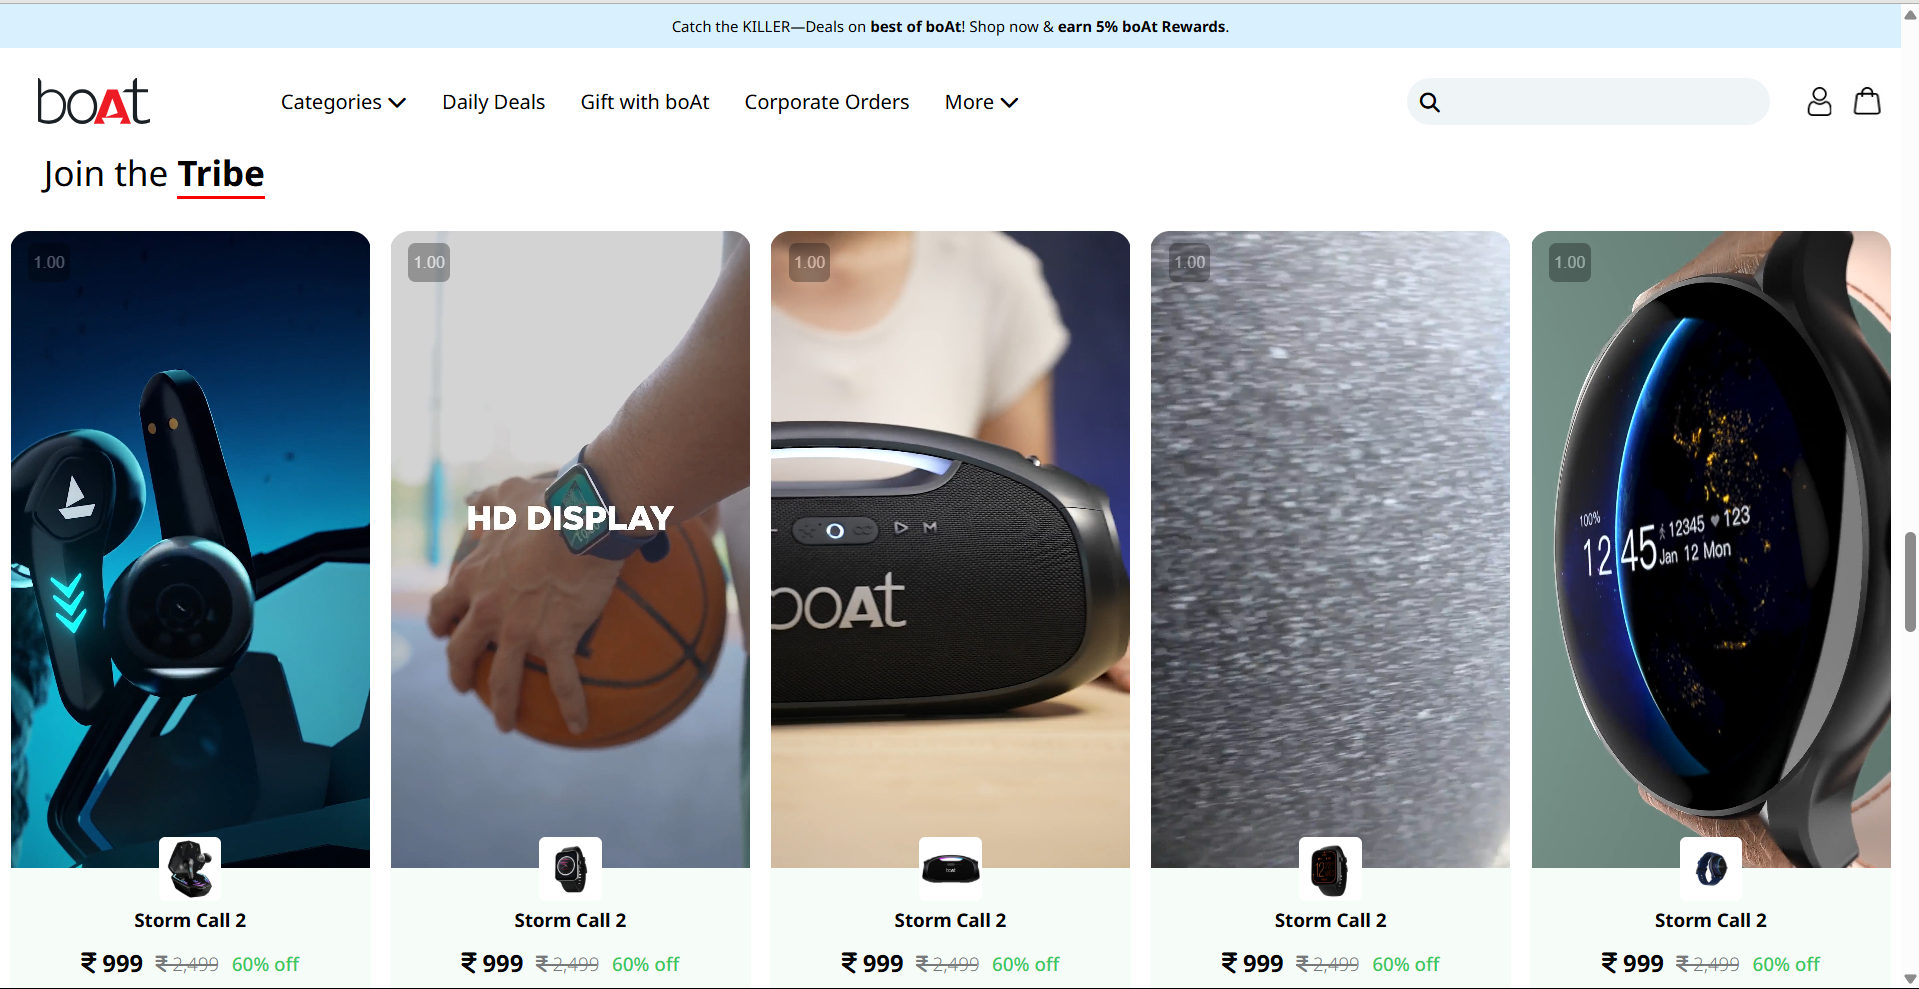 Catch the KILLER—Deals on best of boAt! Shop now & earn 5% boAt Rewards.
boAt
Categories Daily Deals Gift with boAt Corporate Orders More
Join the Tribe
1.00 1.00 1.00 1.00 1.00
HD DISPLAY
M
boAt
100%
12 45 12345 123
Jan 12 Mon
Storm Call 2 Storm Call 2 Storm Call 2 Storm Call 2 Storm Call 2
₹ 999 ₹ 2,499 60% off ₹ 999 ₹ 2,499 60% off ₹ 999 ₹ 2,499 60% off ₹ 999 ₹ 2,499 60% off ₹ 999 ₹ 2,499 60% off